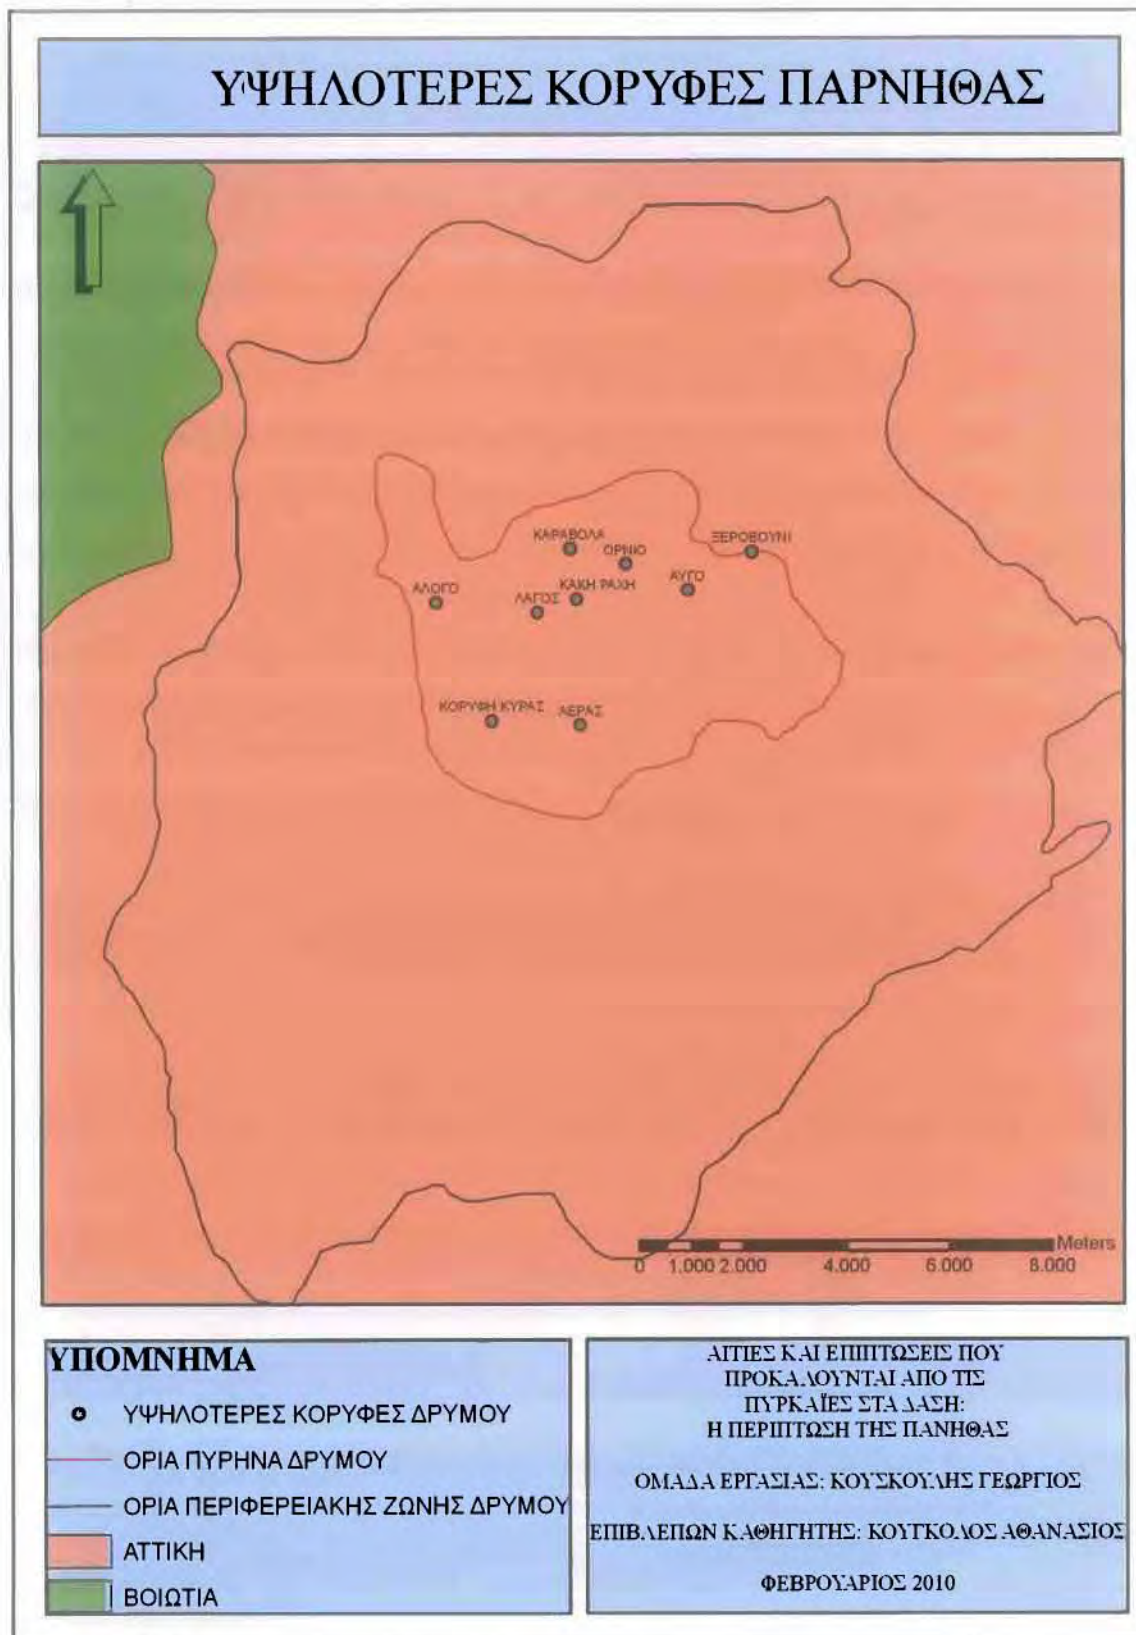 ΥΨΗΛΟΤΕΡΕΣ ΚΟΡΥΦΕΣ ΠΑΡΝΗΘΑΣ
ΚΑΡΑΒΟΛΑ
ΟΡΝΙΟ
ΞΕΡΟΒΟΥΝΙ
ΑΛΟΓΟ
ΛΑΓΟΣ
ΚΑΚΗ ΡΑΧΗ
ΑΥΓΟ
ΚΟΡΥΦΗ ΚΥΡΑΣ
ΑΕΡΑΣ
Meters
0 1.000 2.000 4.000 6.000 8.000
ΥΠΟΜΝΗΜΑ
ΥΨΗΛΟΤΕΡΕΣ ΚΟΡΥΦΕΣ ΔΡΥΜΟΥ
ΟΡΙΑ ΠΥΡΗΝΑ ΔΡΥΜΟΥ
ΟΡΙΑ ΠΕΡΙΦΕΡΕΙΑΚΗΣ ΖΩΝΗΣ ΔΡΥΜΟΥ
ΑΤΤΙΚΗ
ΒΟΙΩΤΙΑ
ΑΙΤΙΕΣ ΚΑΙ ΕΠΙΠΤΩΣΕΙΣ ΠΟΥ
ΠΡΟΚΑΛΟΥΝΤΑΙ ΑΠΟ ΤΙΣ
ΠΥΡΚΑΪΕΣ ΣΤΑ ΔΑΣΗ:
Η ΠΕΡΙΠΤΩΣΗ ΤΗΣ ΠΑΝΗΘΑΣ
ΟΜΑΔΑ ΕΡΓΑΣΙΑΣ: ΚΟΥΣΚΟΥΛΗΣ ΓΕΩΡΓΙΟΣ
ΕΠΙΒΛΕΠΩΝ ΚΑΘΗΓΗΤΗΣ: ΚΟΥΓΚΟΛΟΣ ΑΘΑΝΑΣΙΟΣ
ΦΕΒΡΟΥΑΡΙΟΣ 2010